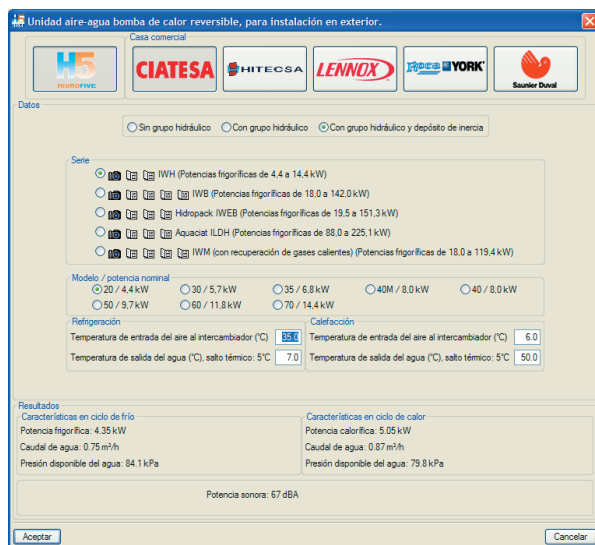 Unidad aire-agua bomba de calor reversible, para instalación en exterior.
Casa comercial
H5 HIDROFIVE
CIATESA
HITECSA
LENNOX
Roca YORK
Saunier Duval
Datos
Sin grupo hidráulico Con grupo hidráulico Con grupo hidráulico y depósito de inercia
Serie
IWH (Potencias frigoríficas de 4,4 a 14,4 kW)
IWB (Potencias frigoríficas de 18,0 a 142,0 kW)
Hidropack IWEB (Potencias frigoríficas de 19,5 a 151,3 kW)
Aquaciat ILDH (Potencias frigoríficas de 88,0 a 225,1 kW)
IWM (con recuperación de gases calientes) (Potencias frigoríficas de 18,0 a 119,4 kW)
Modelo / potencia nominal
20 / 4,4 kW 30 / 5,7 kW 35 / 6,8 kW 40M / 8,0 kW 40 / 8,0 kW
50 / 9,7 kW 60 / 11,8 kW 70 / 14,4 kW
Refrigeración
Temperatura de entrada del aire al intercambiador (°C) 35.0
Temperatura de salida del agua (°C), salto térmico: 5°C 7.0
Calefacción
Temperatura de entrada del aire al intercambiador (°C) 6.0
Temperatura de salida del agua (°C), salto térmico: 5°C 50.0
Resultados
Características en ciclo de frío
Potencia frigorífica: 4.35 kW
Caudal de agua: 0.75 m³/h
Presión disponible del agua: 84.1 kPa
Características en ciclo de calor
Potencia calorífica: 5.05 kW
Caudal de agua: 0.87 m³/h
Presión disponible del agua: 79.8 kPa
Potencia sonora: 67 dBA
Aceptar
Cancelar